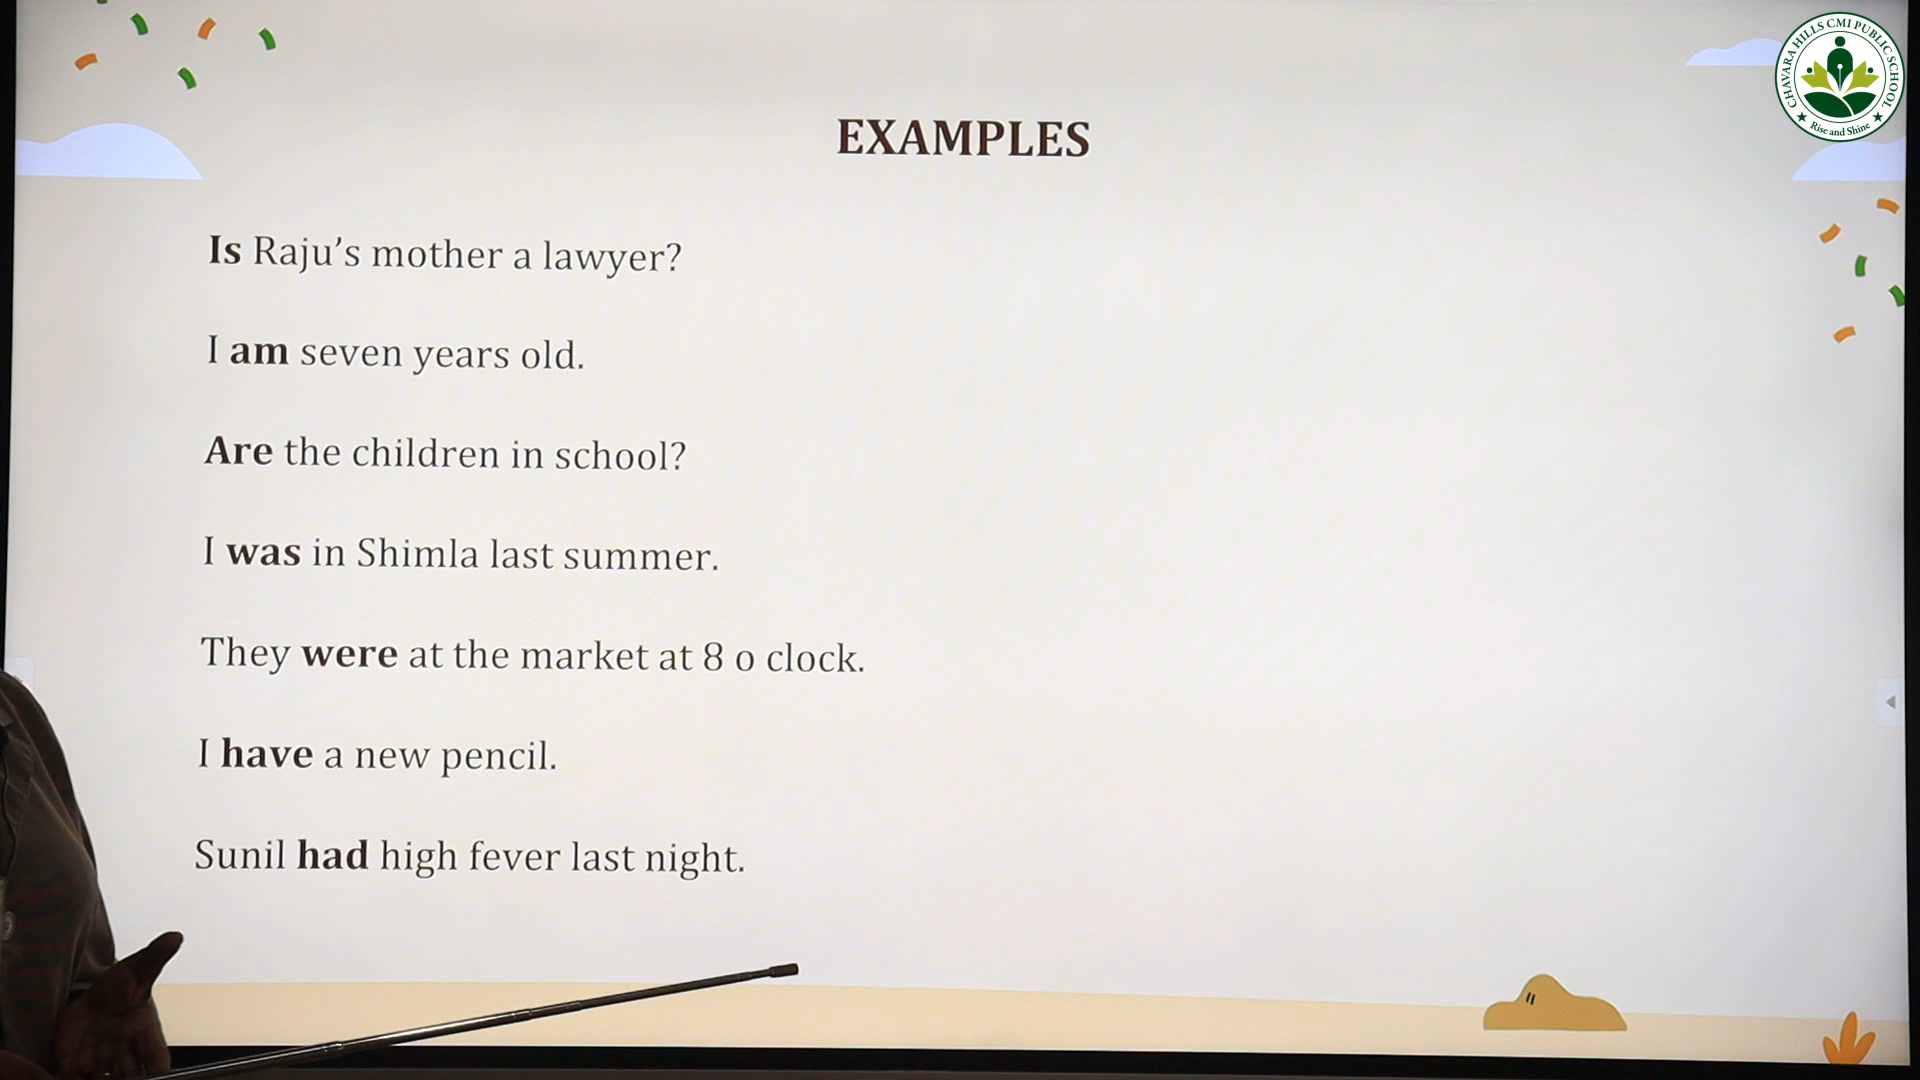 CHAVARA HILLS CMI PUBLIC SCHOOL
Rise and Shine
EXAMPLES
Is Raju’s mother a lawyer?
I am seven years old.
Are the children in school?
I was in Shimla last summer.
They were at the market at 8 o clock.
I have a new pencil.
Sunil had high fever last night.